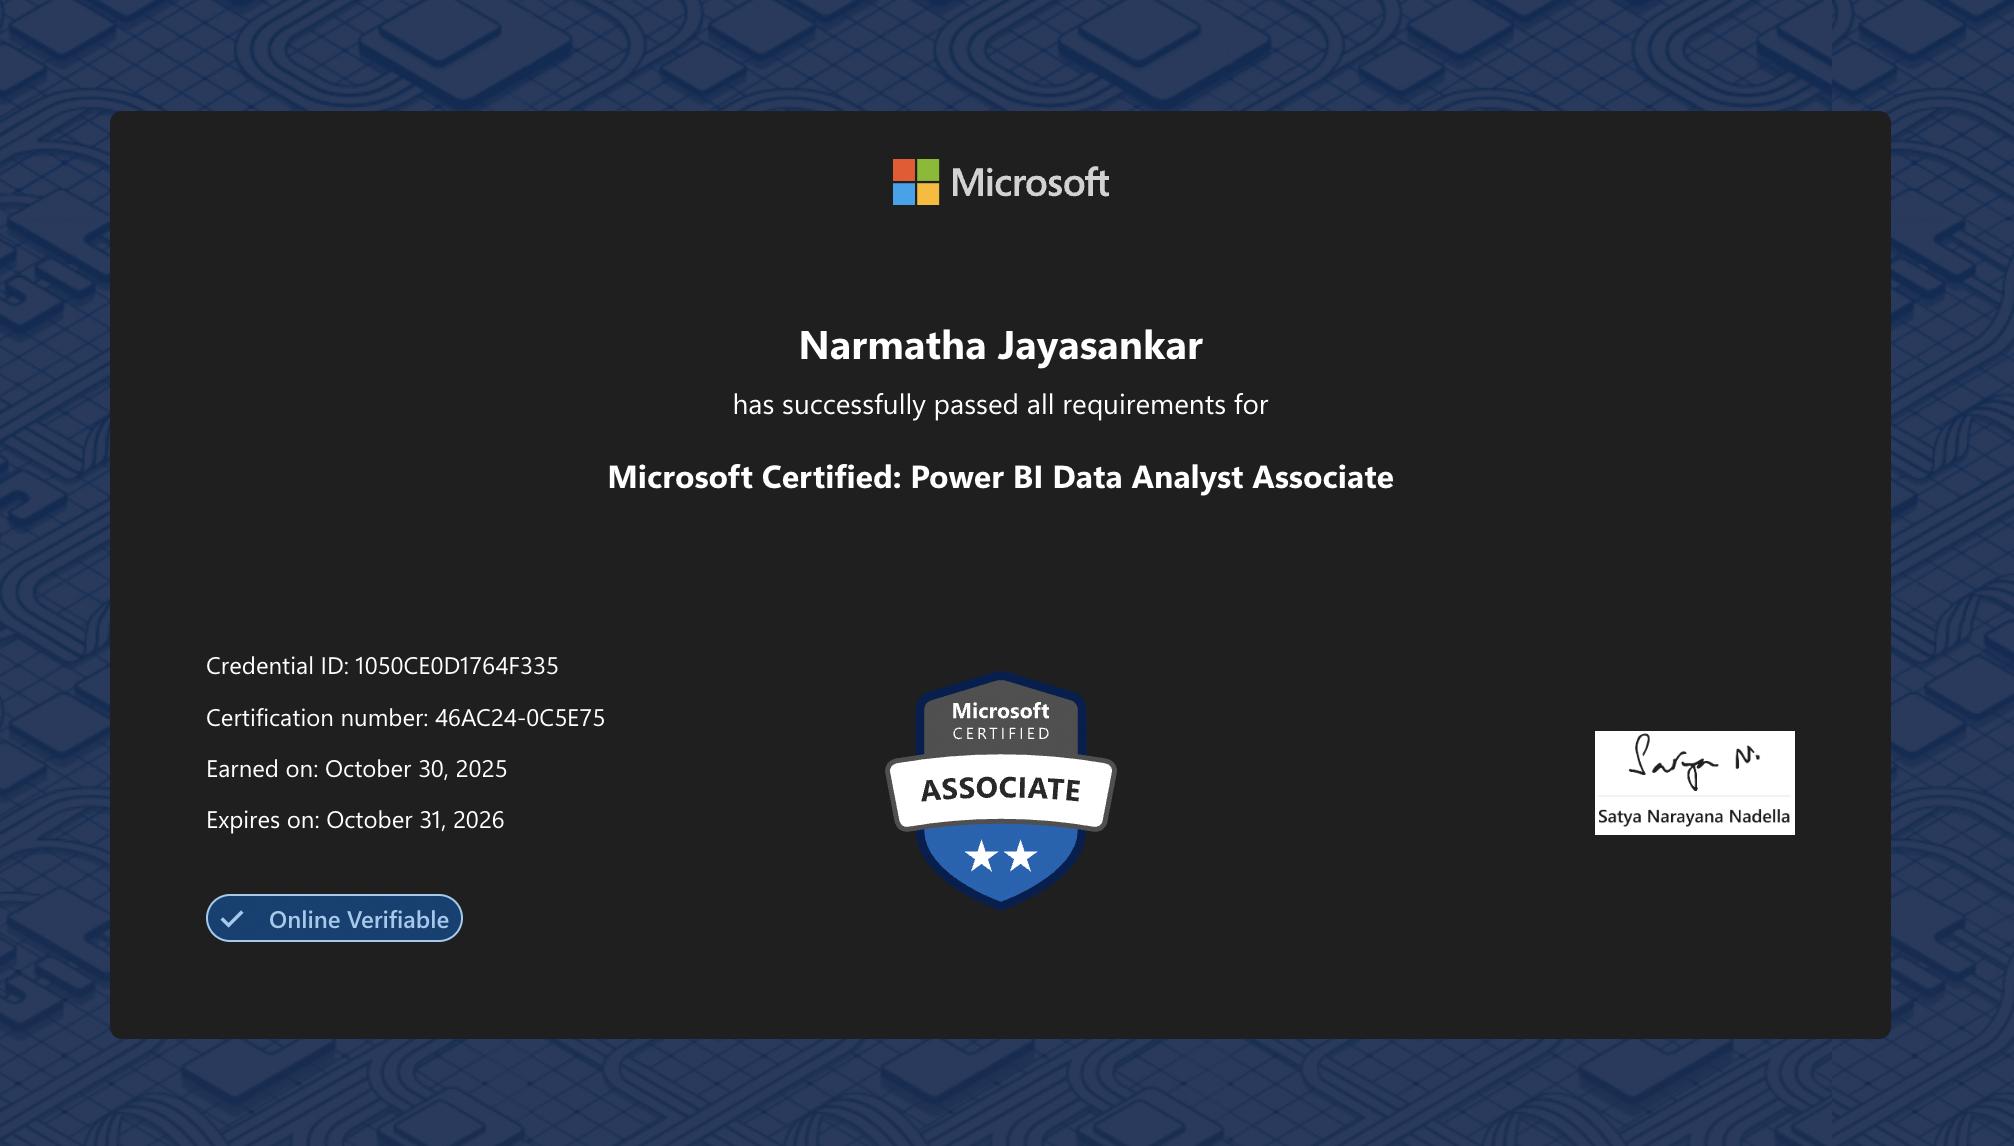 Microsoft
Narmatha Jayasankar
has successfully passed all requirements for
Microsoft Certified: Power BI Data Analyst Associate
Credential ID: 1050CE0D1764F335
Certification number: 46AC24-0C5E75
Earned on: October 30, 2025
Expires on: October 31, 2026
Online Verifiable
Microsoft
CERTIFIED
ASSOCIATE
Satya N.
Satya Narayana Nadella